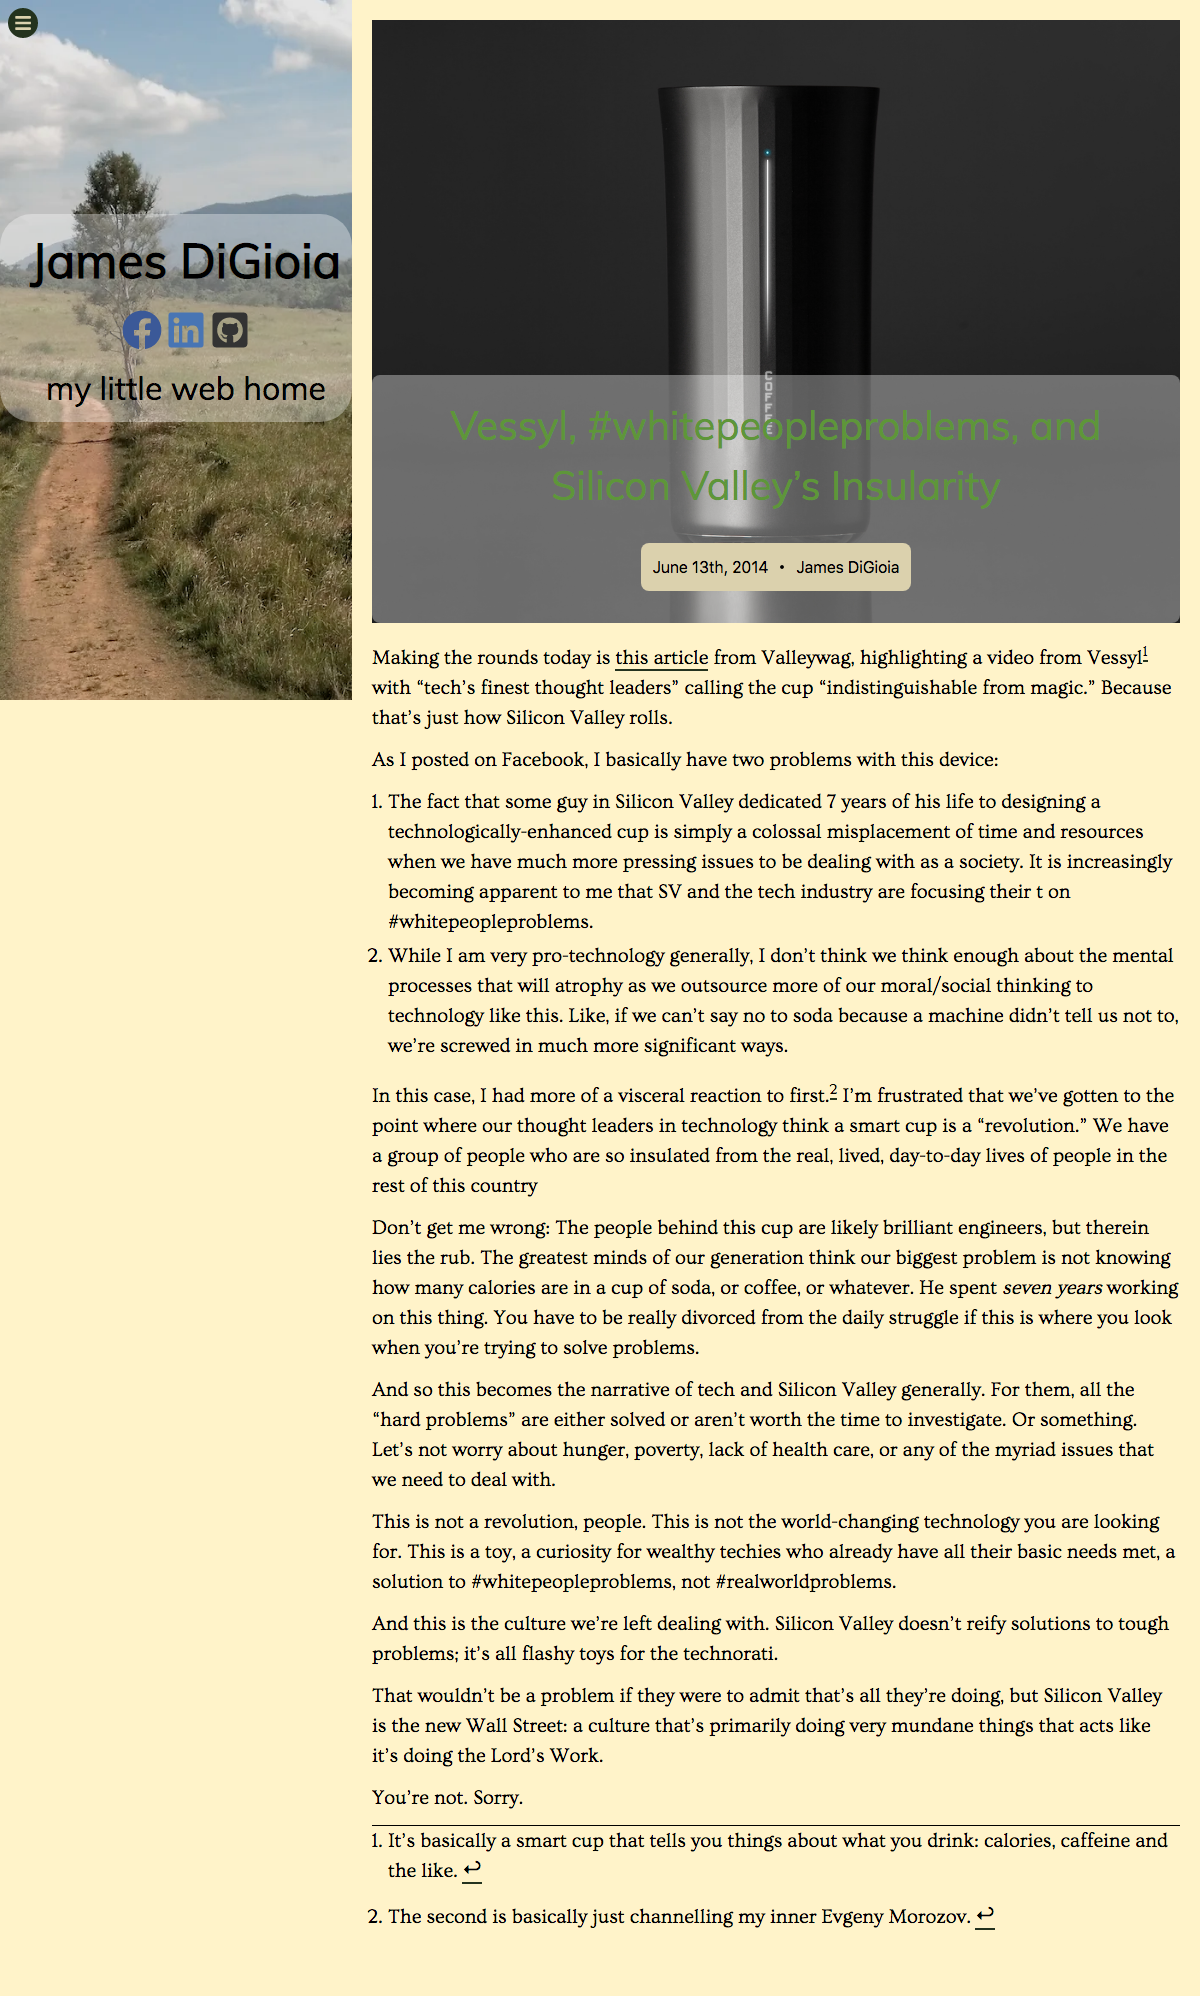 James DiGioia
my little web home
COFFEE
Vessyl, #whitepeopleproblems, and
Silicon Valley’s Insularity
June 13th, 2014 • James DiGioia
Making the rounds today is this article from Valleywag, highlighting a video from Vessyl1
with “tech’s finest thought leaders” calling the cup “indistinguishable from magic.” Because
that’s just how Silicon Valley rolls.
As I posted on Facebook, I basically have two problems with this device:
1. The fact that some guy in Silicon Valley dedicated 7 years of his life to designing a
technologically-enhanced cup is simply a colossal misplacement of time and resources
when we have much more pressing issues to be dealing with as a society. It is increasingly
becoming apparent to me that SV and the tech industry are focusing their t on
#whitepeopleproblems.
2. While I am very pro-technology generally, I don’t think we think enough about the mental
processes that will atrophy as we outsource more of our moral/social thinking to
technology like this. Like, if we can’t say no to soda because a machine didn’t tell us not to,
we’re screwed in much more significant ways.
In this case, I had more of a visceral reaction to first.2 I’m frustrated that we’ve gotten to the
point where our thought leaders in technology think a smart cup is a “revolution.” We have
a group of people who are so insulated from the real, lived, day-to-day lives of people in the
rest of this country
Don’t get me wrong: The people behind this cup are likely brilliant engineers, but therein
lies the rub. The greatest minds of our generation think our biggest problem is not knowing
how many calories are in a cup of soda, or coffee, or whatever. He spent seven years working
on this thing. You have to be really divorced from the daily struggle if this is where you look
when you’re trying to solve problems.
And so this becomes the narrative of tech and Silicon Valley generally. For them, all the
“hard problems” are either solved or aren’t worth the time to investigate. Or something.
Let’s not worry about hunger, poverty, lack of health care, or any of the myriad issues that
we need to deal with.
This is not a revolution, people. This is not the world-changing technology you are looking
for. This is a toy, a curiosity for wealthy techies who already have all their basic needs met, a
solution to #whitepeopleproblems, not #realworldproblems.
And this is the culture we’re left dealing with. Silicon Valley doesn’t reify solutions to tough
problems; it’s all flashy toys for the technorati.
That wouldn’t be a problem if they were to admit that’s all they’re doing, but Silicon Valley
is the new Wall Street: a culture that’s primarily doing very mundane things that acts like
it’s doing the Lord’s Work.
You’re not. Sorry.
1. It’s basically a smart cup that tells you things about what you drink: calories, caffeine and
the like. ↩
2. The second is basically just channelling my inner Evgeny Morozov. ↩